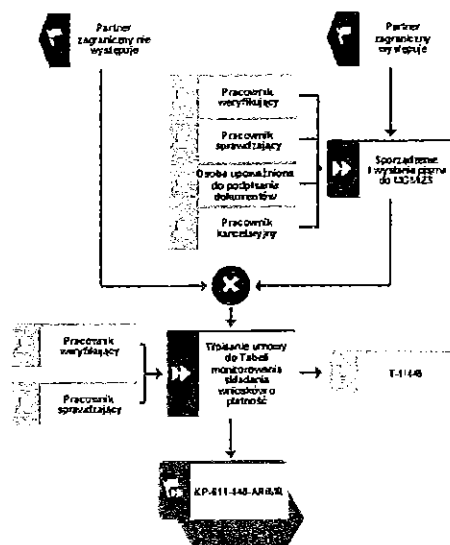 Partner
zagraniczny nie
występuje
Partner
zagraniczny
występuje
Pracownik
weryfikujący
Pracownik
sprawdzający
Osoba upoważniona
do podpisania
dokumentów
Pracownik
kancelaryjny
Sporządzenie
i wysłanie pisma
do
Wpisanie umowy
do Tabeli
monitorowania
składania
wniosków o
płatność
Pracownik
weryfikujący
Pracownik
sprawdzający